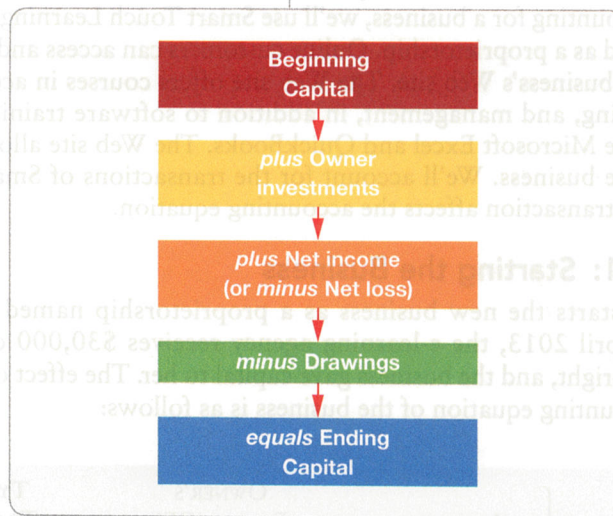 Beginning
Capital
plus Owner
investments
plus Net income
(or minus Net loss)
minus Drawings
equals Ending
Capital